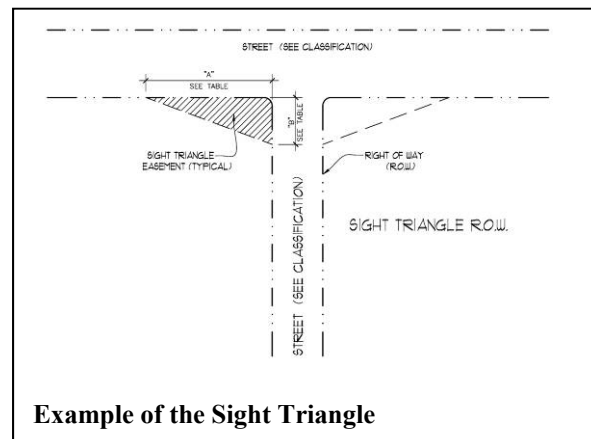 STREET (SEE CLASSIFICATION)
"A"
SEE TABLE
"B"
SEE TABLE
SIGHT TRIANGLE
EASEMENT (TYPICAL)
RIGHT OF WAY
(R.O.W.)
STREET (SEE CLASSIFICATION)
SIGHT TRIANGLE R.O.W.
Example of the Sight Triangle